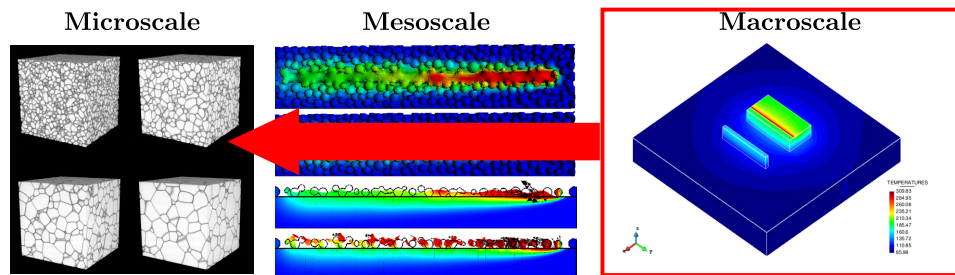 Microscale
Mesoscale
Macroscale
TEMPERATURES
309.83
284.95
260.08
235.21
210.34
185.47
160.6
135.72
110.85
85.98
z
x
y